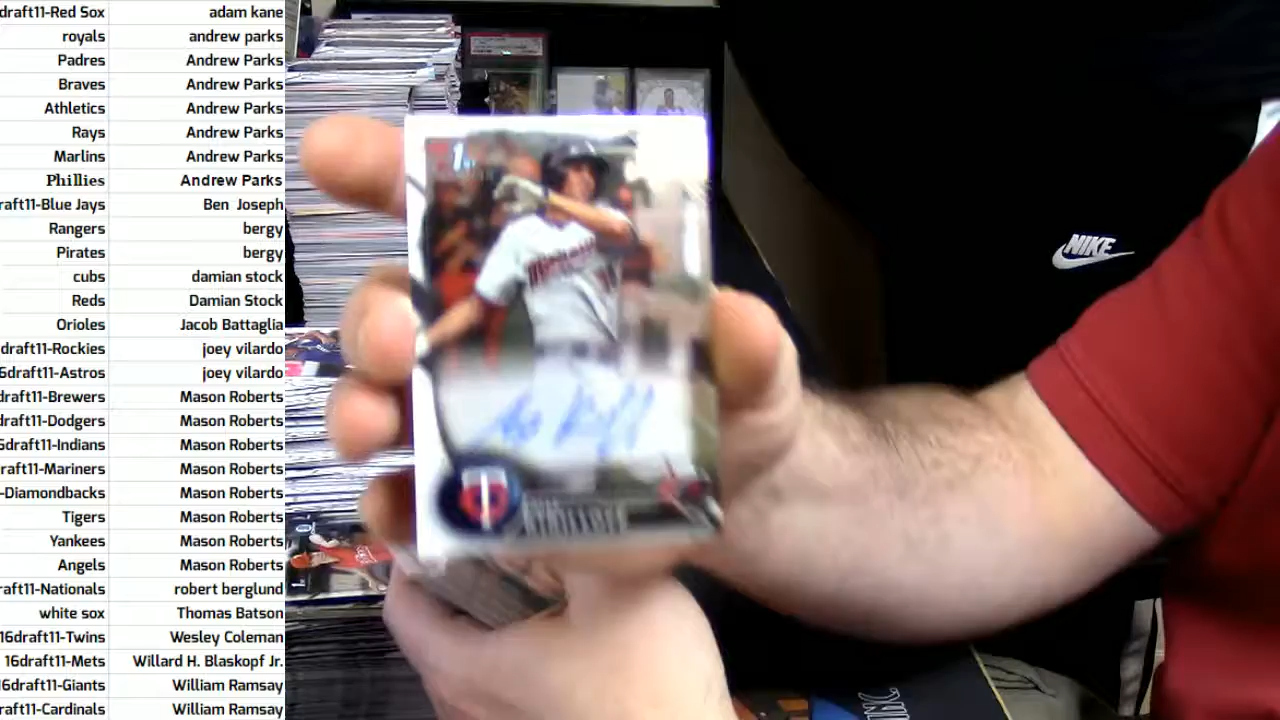 draft11-Red Sox adam kane
royals andrew parks
Padres Andrew Parks
Braves Andrew Parks
Athletics Andrew Parks
Rays Andrew Parks
Marlins Andrew Parks
Phillies Andrew Parks
raft11-Blue Jays Ben Joseph
Rangers bergy
Pirates bergy
cubs damian stock
Reds Damian Stock
Orioles Jacob Battaglia
draft11-Rockies joey vilardo
6draft11-Astros joey vilardo
draft11-Brewers Mason Roberts
draft11-Dodgers Mason Roberts
6draft11-Indians Mason Roberts
raft11-Mariners Mason Roberts
-Diamondbacks Mason Roberts
Tigers Mason Roberts
Yankees Mason Roberts
Angels Mason Roberts
raft11-Nationals robert berglund
white sox Thomas Batson
16draft11-Twins Wesley Coleman
16draft11-Mets Willard H. Blaskopf Jr.
16draft11-Giants William Ramsay
raft11-Cardinals William Ramsay
1st
NIKE